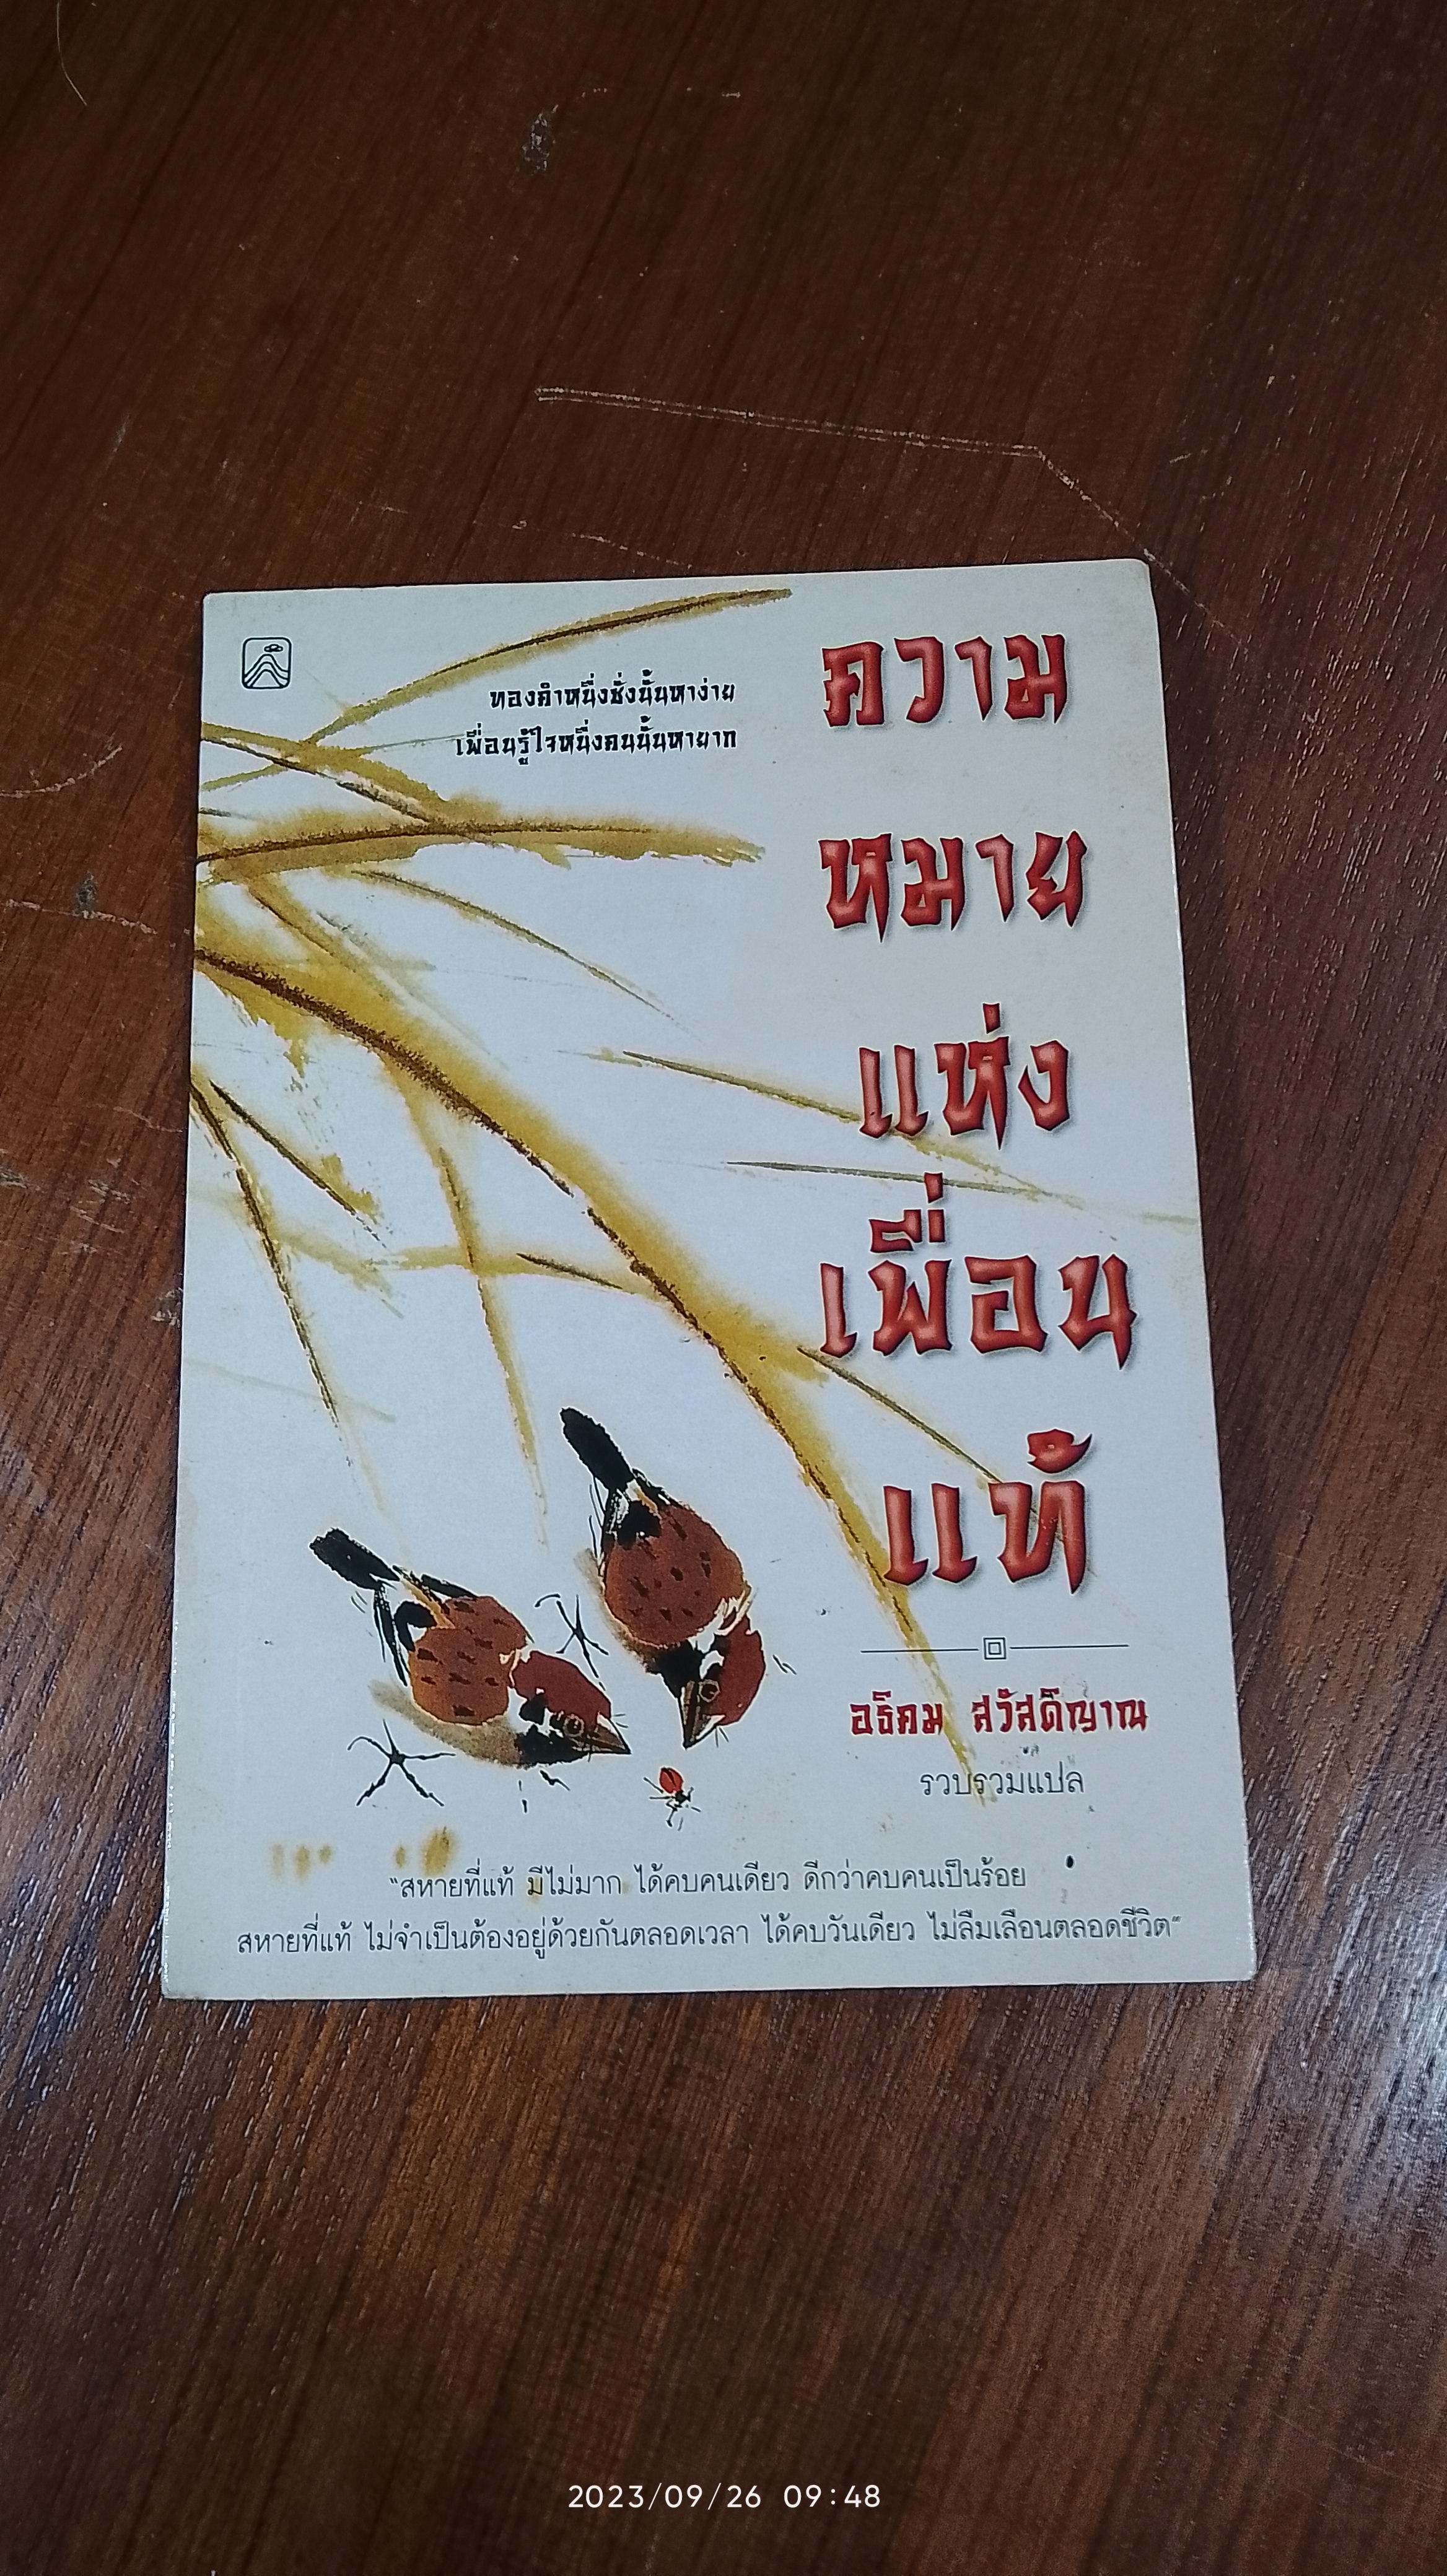 ทองคำหนึ่งชั่งนั้นหาง่าย
เพื่อนรู้ใจหนึ่งคนนั้นหายาก
ความ
หมาย
แห่ง
เพื่อน
แท้
อธิคม สวัสดิญาณ
รวบรวมแปล
"สหายที่แท้ มีไม่มาก ได้คบคนเดียว ดีกว่าคบคนเป็นร้อย
สหายที่แท้ ไม่จำเป็นต้องอยู่ด้วยกันตลอดเวลา ได้คบวันเดียว ไม่ลืมเลือนตลอดชีวิต"
2023/09/26 09:48